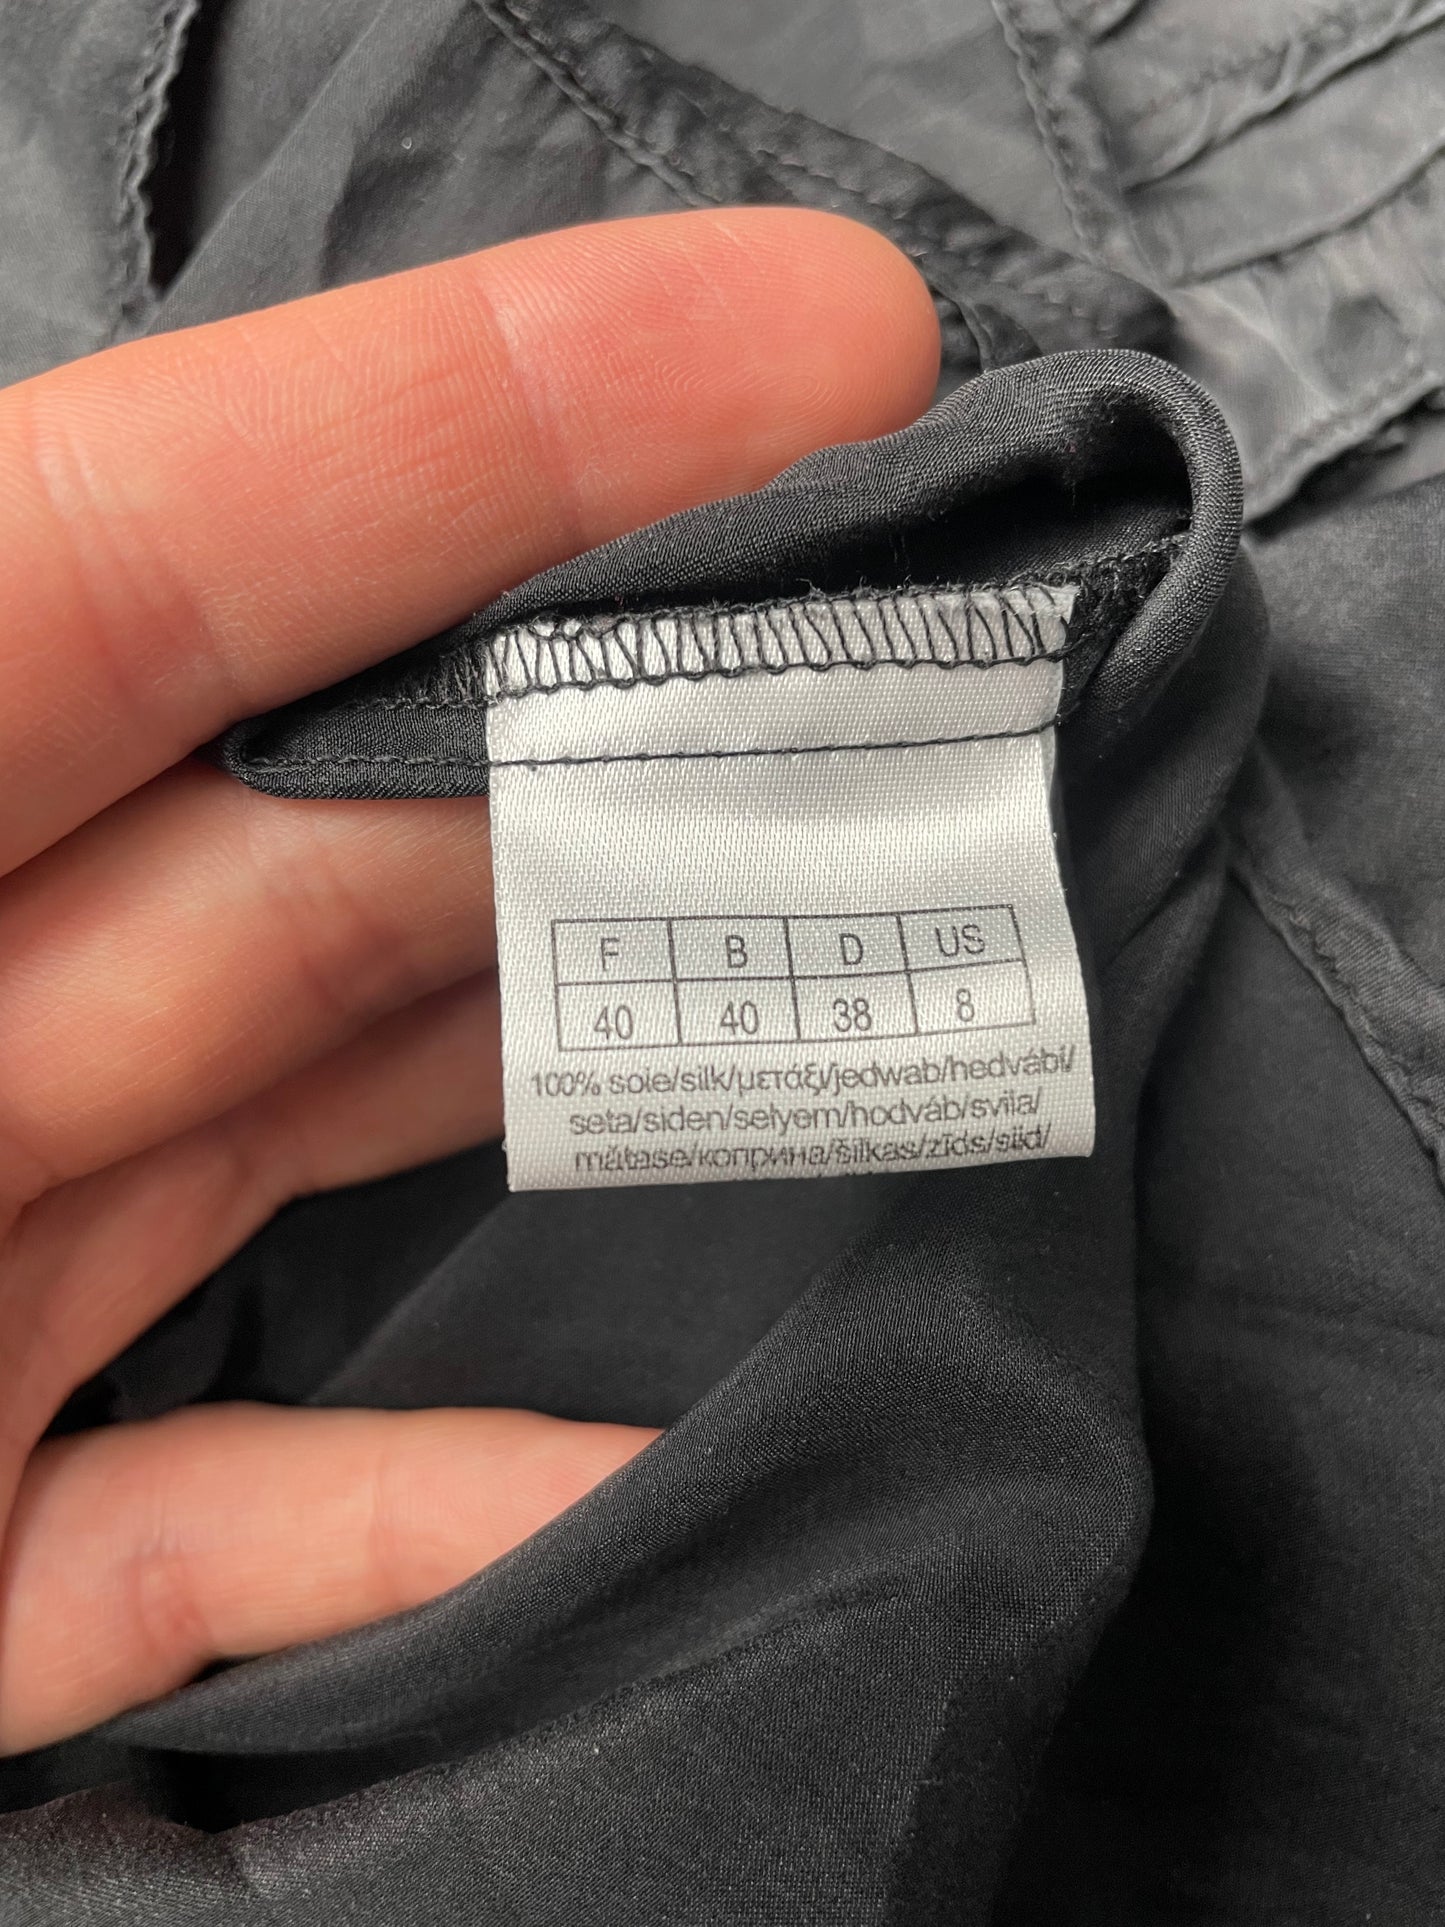 F B D US
40 40 38 8
100% soie/silk/μετάξι/jedwab/hedvábí/
seta/siden/selyem/hodváb/svila/
mătase/коприна/šilkas/zīds/siid/